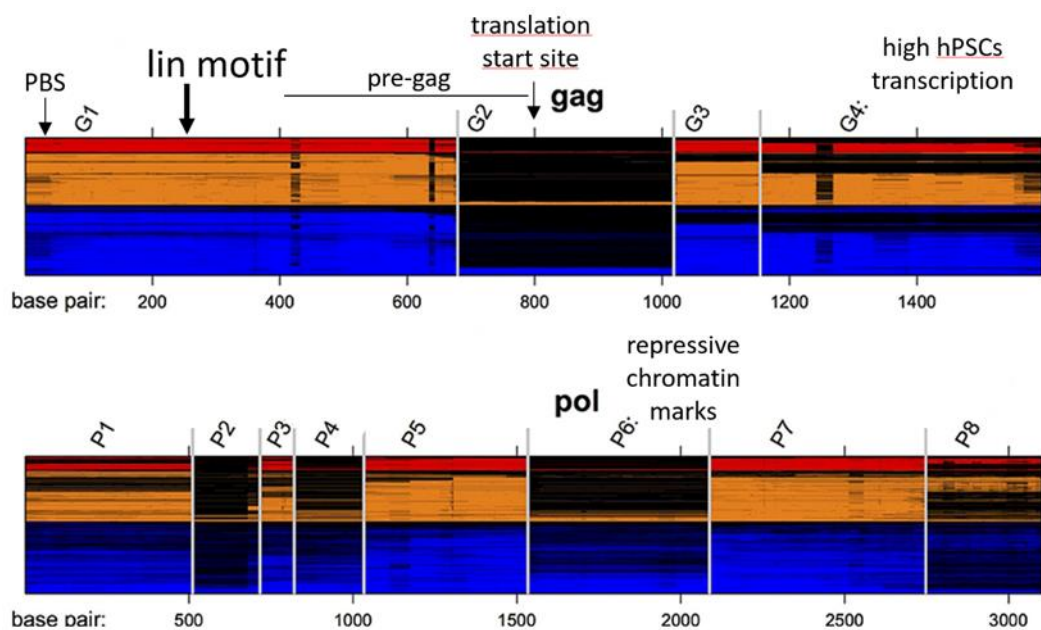 translation
start site
high hPSCs
transcription
lin motif
pre-gag
gag
PBS
G1
G2
G3
G4:
base pair: 200 400 600 800 1000 1200 1400
repressive
chromatin
marks
pol
P1 P2 P3 P4 P5 P6: P7 P8
base pair: 500 1000 1500 2000 2500 3000